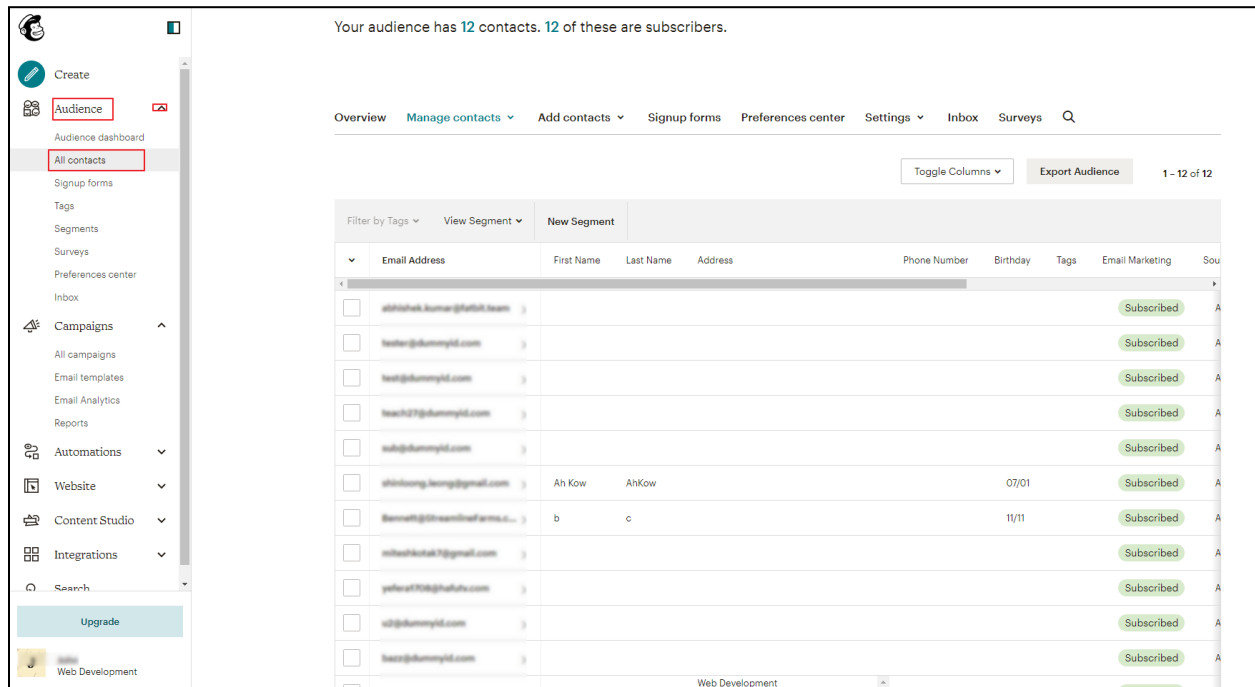 Your audience has 12 contacts. 12 of these are subscribers.
Create
Audience
Audience dashboard
All contacts
Signup forms
Tags
Segments
Surveys
Preferences center
Inbox
Campaigns
All campaigns
Email templates
Email Analytics
Reports
Automations
Website
Content Studio
Integrations
Search
Upgrade
Web Development
Overview Manage contacts Add contacts Signup forms Preferences center Settings Inbox Surveys
Toggle Columns Export Audience 1 – 12 of 12
Filter by Tags View Segment New Segment
Email Address First Name Last Name Address Phone Number Birthday Tags Email Marketing Sou
Subscribed A
Subscribed A
Subscribed A
Subscribed A
Subscribed A
Ah Kow AhKow 07/01 Subscribed A
b c 11/11 Subscribed A
Subscribed A
Subscribed A
Subscribed A
Subscribed A
Web Development